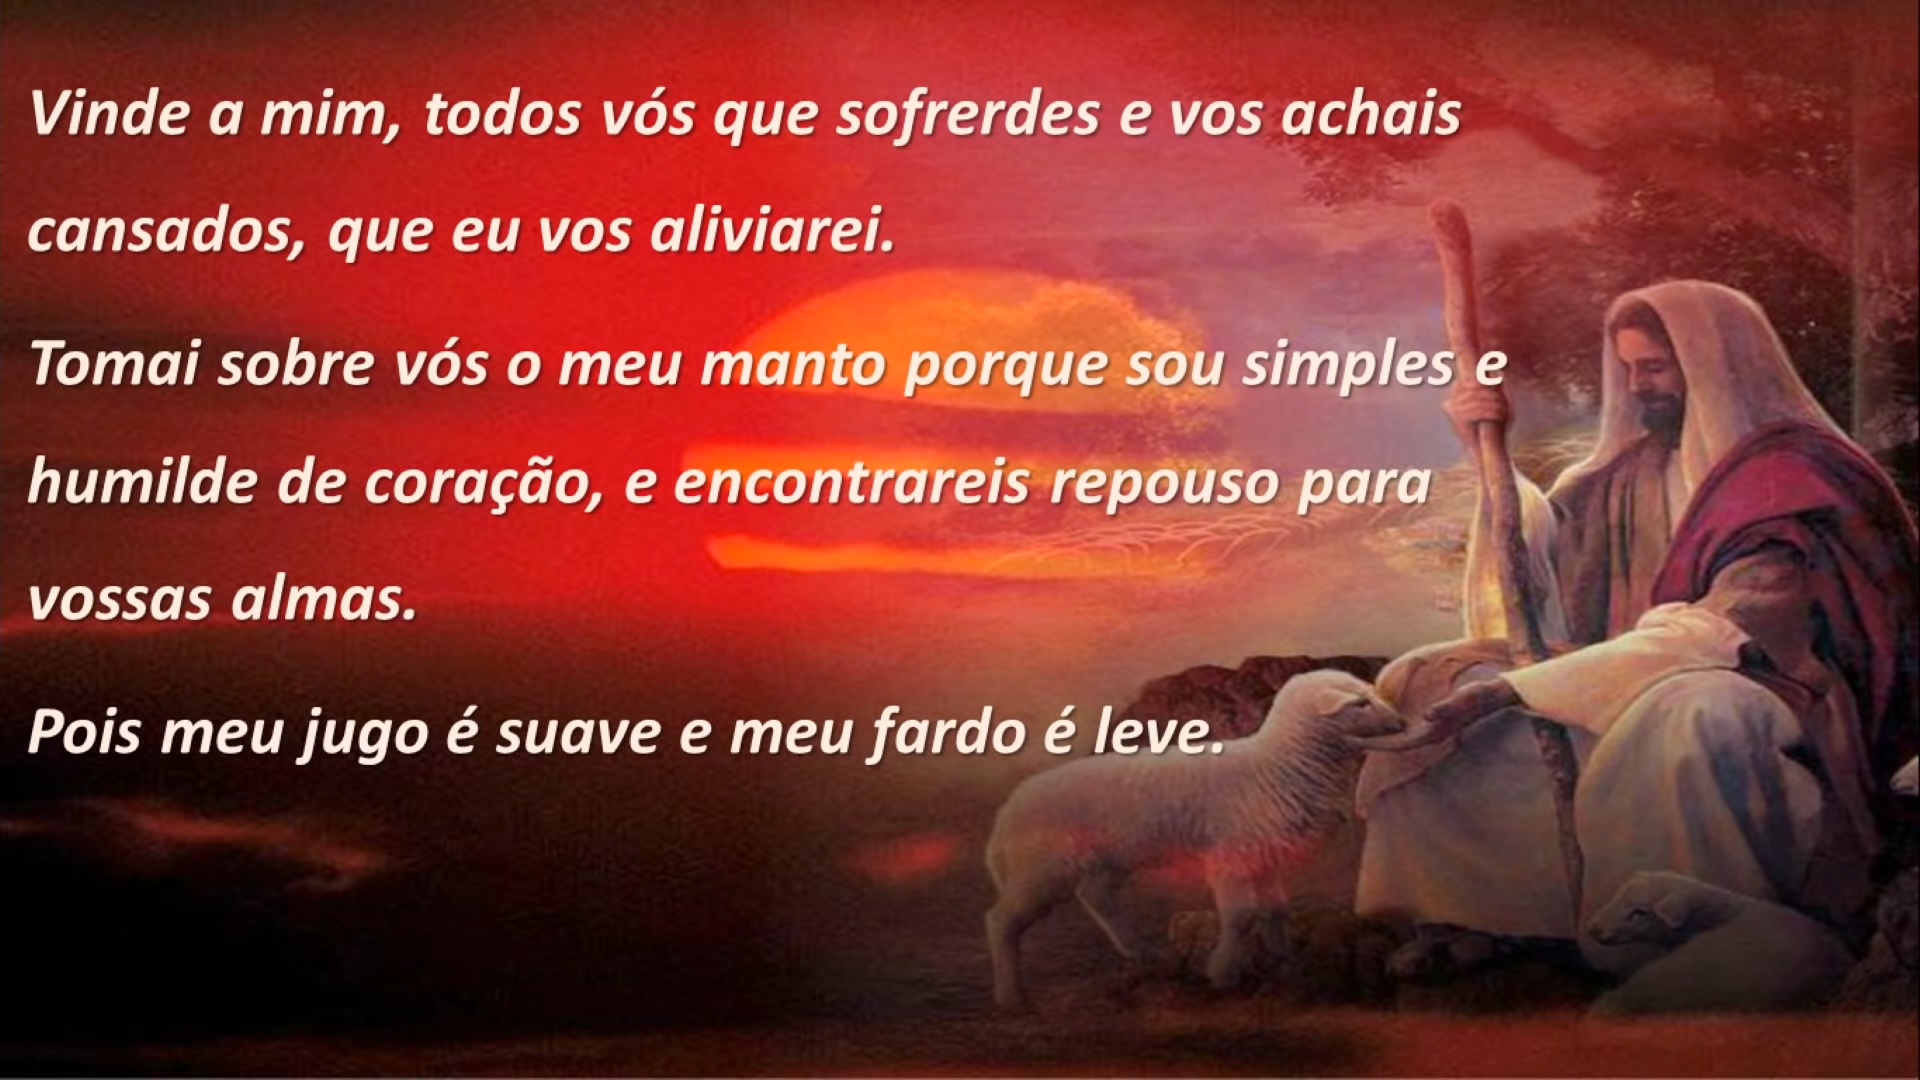 Vinde a mim, todos vós que sofrerdes e vos achais
cansados, que eu vos aliviarei.
Tomai sobre vós o meu manto porque sou simples e
humilde de coração, e encontrareis repouso para
vossas almas.
Pois meu jugo é suave e meu fardo é leve.